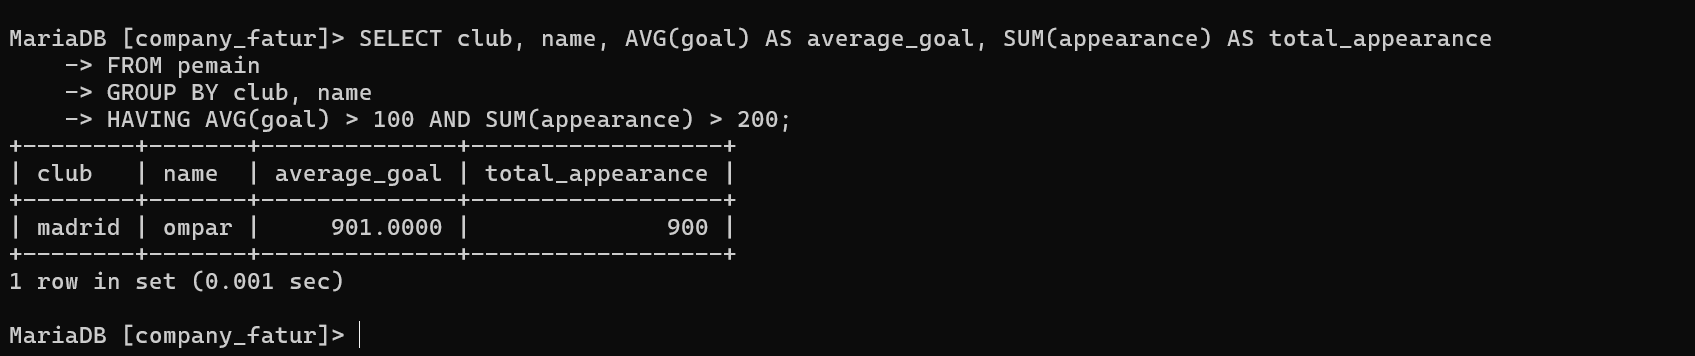 MariaDB [company_fatur]> SELECT club, name, AVG(goal) AS average_goal, SUM(appearance) AS total_appearance
    -> FROM pemain
    -> GROUP BY club, name
    -> HAVING AVG(goal) > 100 AND SUM(appearance) > 200;
+--------+-------+--------------+------------------+
| club   | name  | average_goal | total_appearance |
+--------+-------+--------------+------------------+
| madrid | ompar |     901.0000 |              900 |
+--------+-------+--------------+------------------+
1 row in set (0.001 sec)
MariaDB [company_fatur]>